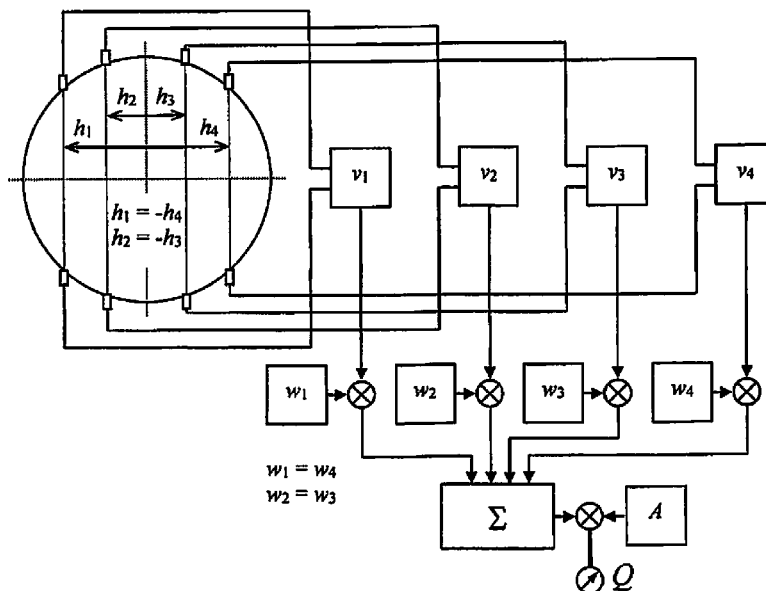 h₂ h₃
h₁ h₄
h₁ = -h₄
h₂ = -h₃
v₁ v₂ v₃ v₄
w₁ w₂ w₃ w₄
w₁ = w₄
w₂ = w₃
Σ A
Q